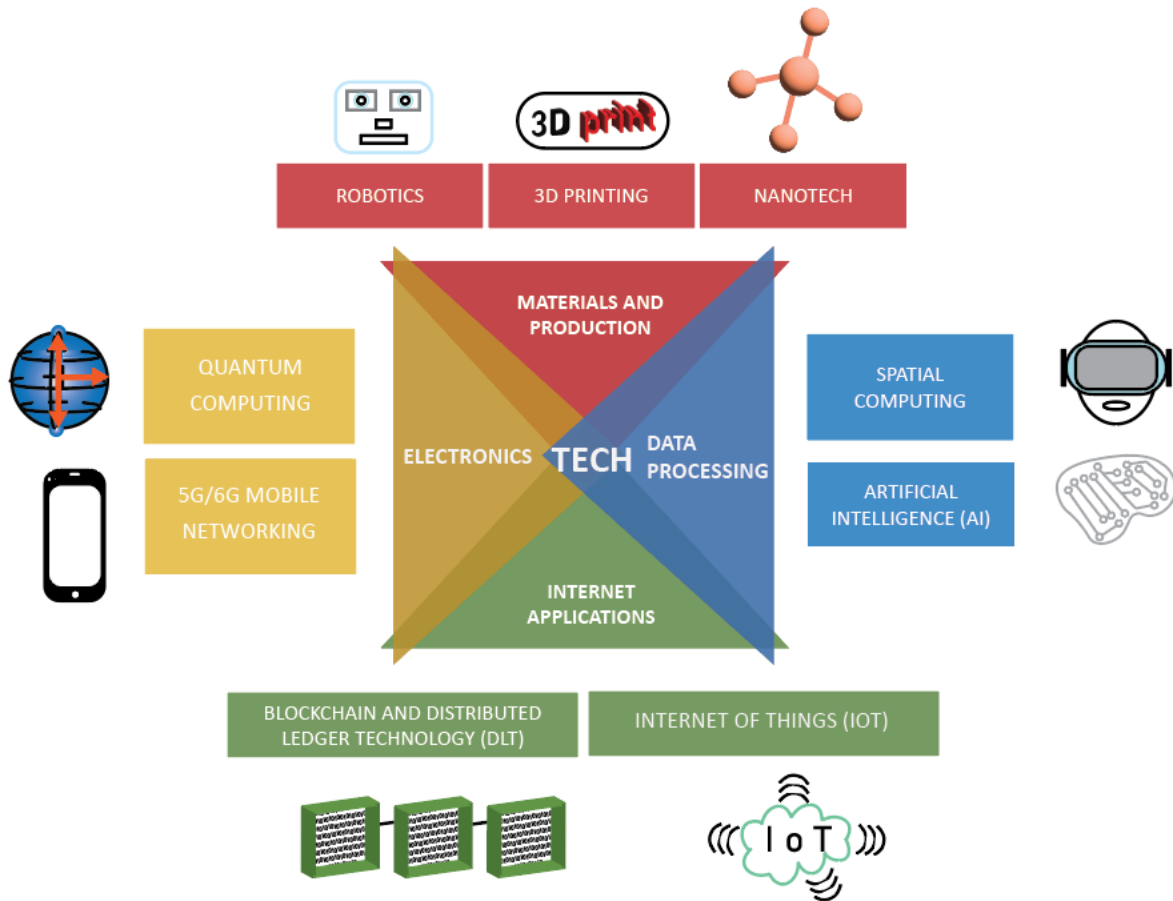 3D print
ROBOTICS
3D PRINTING
NANOTECH
MATERIALS AND
PRODUCTION
QUANTUM
COMPUTING
SPATIAL
COMPUTING
ELECTRONICS
TECH
DATA
PROCESSING
5G/6G MOBILE
NETWORKING
ARTIFICIAL
INTELLIGENCE (AI)
INTERNET
APPLICATIONS
BLOCKCHAIN AND DISTRIBUTED
LEDGER TECHNOLOGY (DLT)
INTERNET OF THINGS (IOT)
IoT